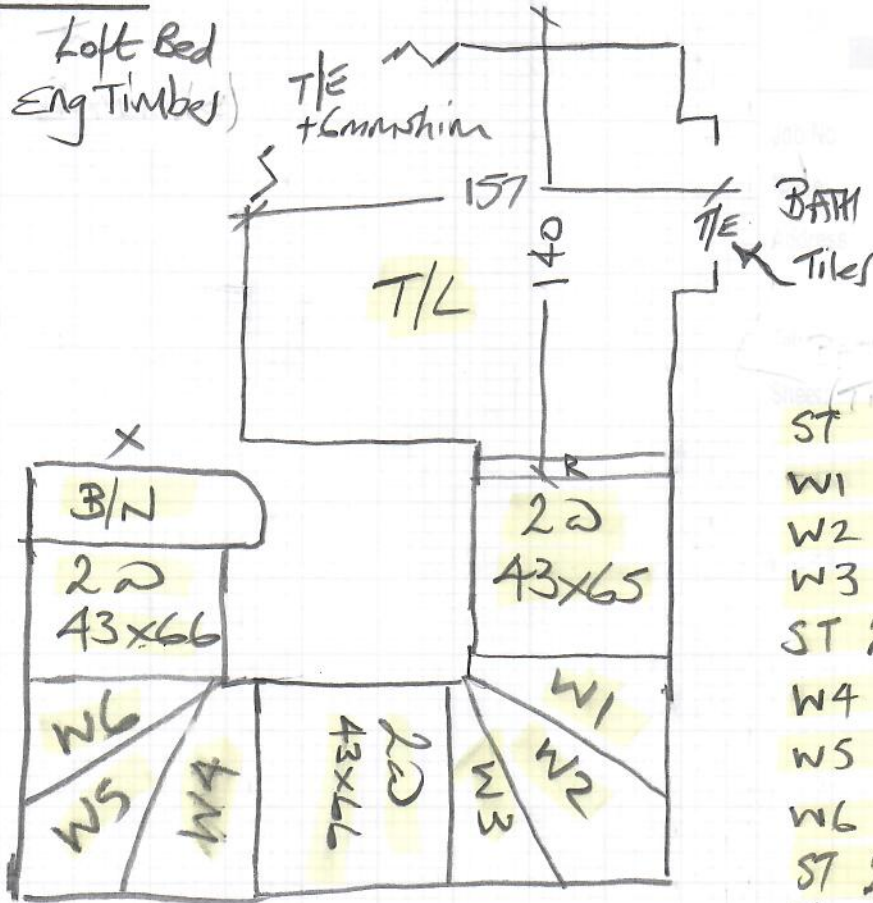 Loft Bed
Eng Timber
T/E
+6mm shim
157
BATH
T/E
Tiles
140
T/L
ST
X
R
B/N
W1
2
W2
43x65
2
W3
43x66
ST 2
W1
W4
W6
W2
2
W5
43x66
W3
W5
W4
W6
ST